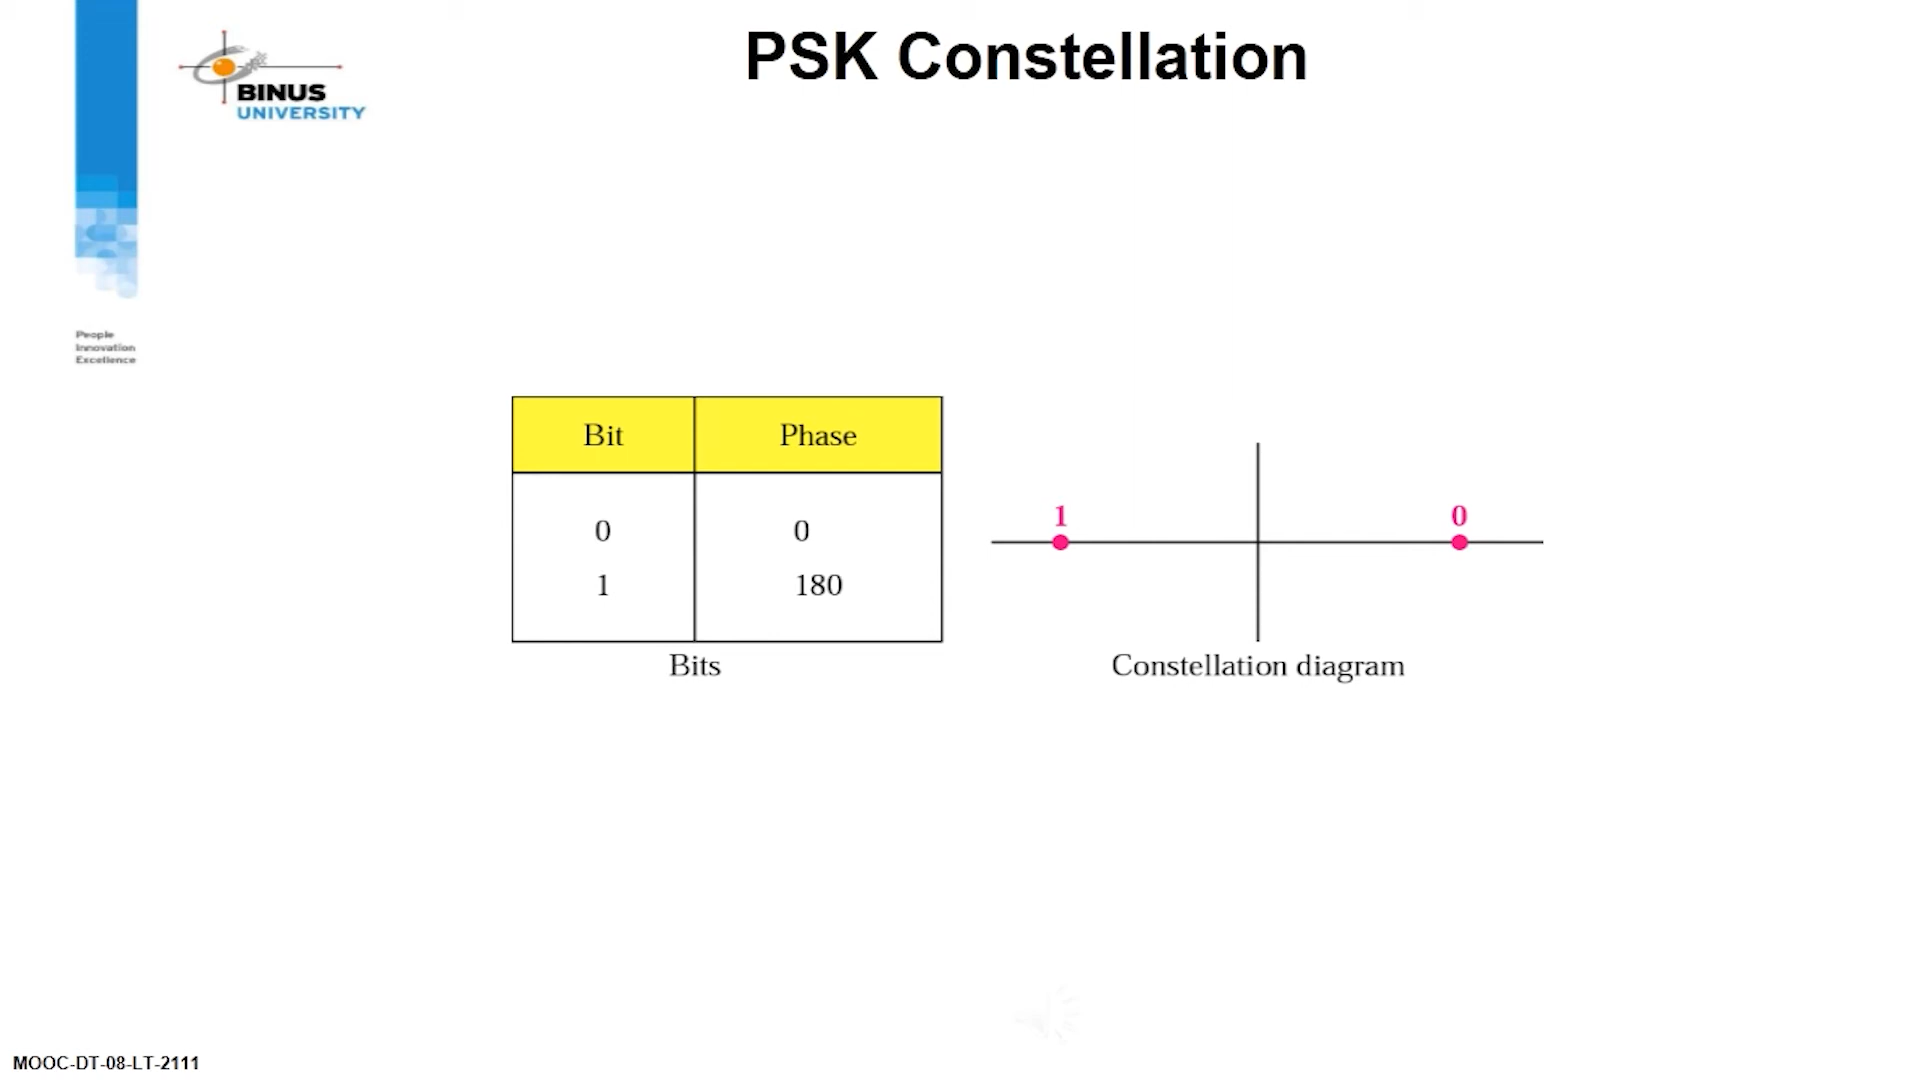 PSK Constellation
BINUS
UNIVERSITY
People
Innovation
Excellence
Bit Phase
0 0
1 180
Bits
1 0
Constellation diagram
MOOC-DT-08-LT-2111